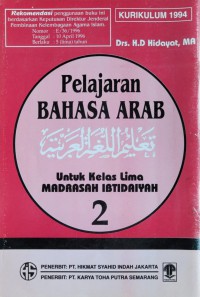 Rekomendasi penggunaan buku ini
berdasarkan Keputusan Direktur Jenderal
Pembinaan Kelembagaan Agama Islam.
Nomor : E/56/1996
Tanggal : 10 April 1996
Berlaku : 5 (lima) tahun
KURIKULUM 1994
Drs. H.D Hidayat, MA
Pelajaran
BAHASA ARAB
تعليم اللغة العربية
Untuk Kelas Lima
MADRASAH IBTIDAIYAH
2
PENERBIT: PT. HIKMAT SYAHID INDAH JAKARTA
PENERBIT: PT. KARYA TOHA PUTRA SEMARANG